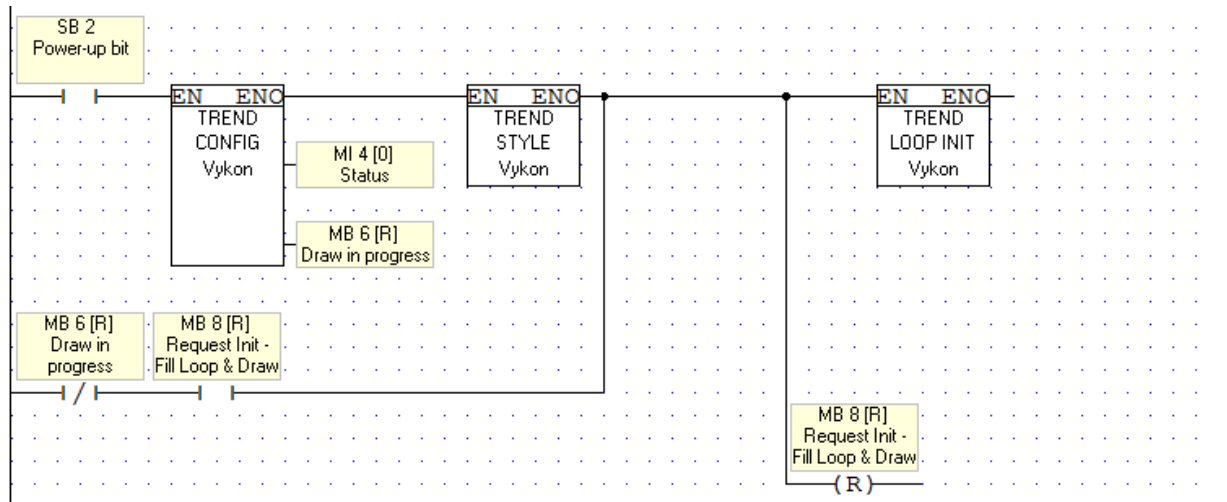 SB 2
Power-up bit
EN ENO
TREND
CONFIG
Vykon
MI 4 [0]
Status
MB 6 [R]
Draw in progress
EN ENO
TREND
STYLE
Vykon
EN ENO
TREND
LOOP INIT
Vykon
MB 6 [R]
Draw in
progress
MB 8 [R]
Request Init -
Fill Loop & Draw
MB 8 [R]
Request Init -
Fill Loop & Draw
(R)